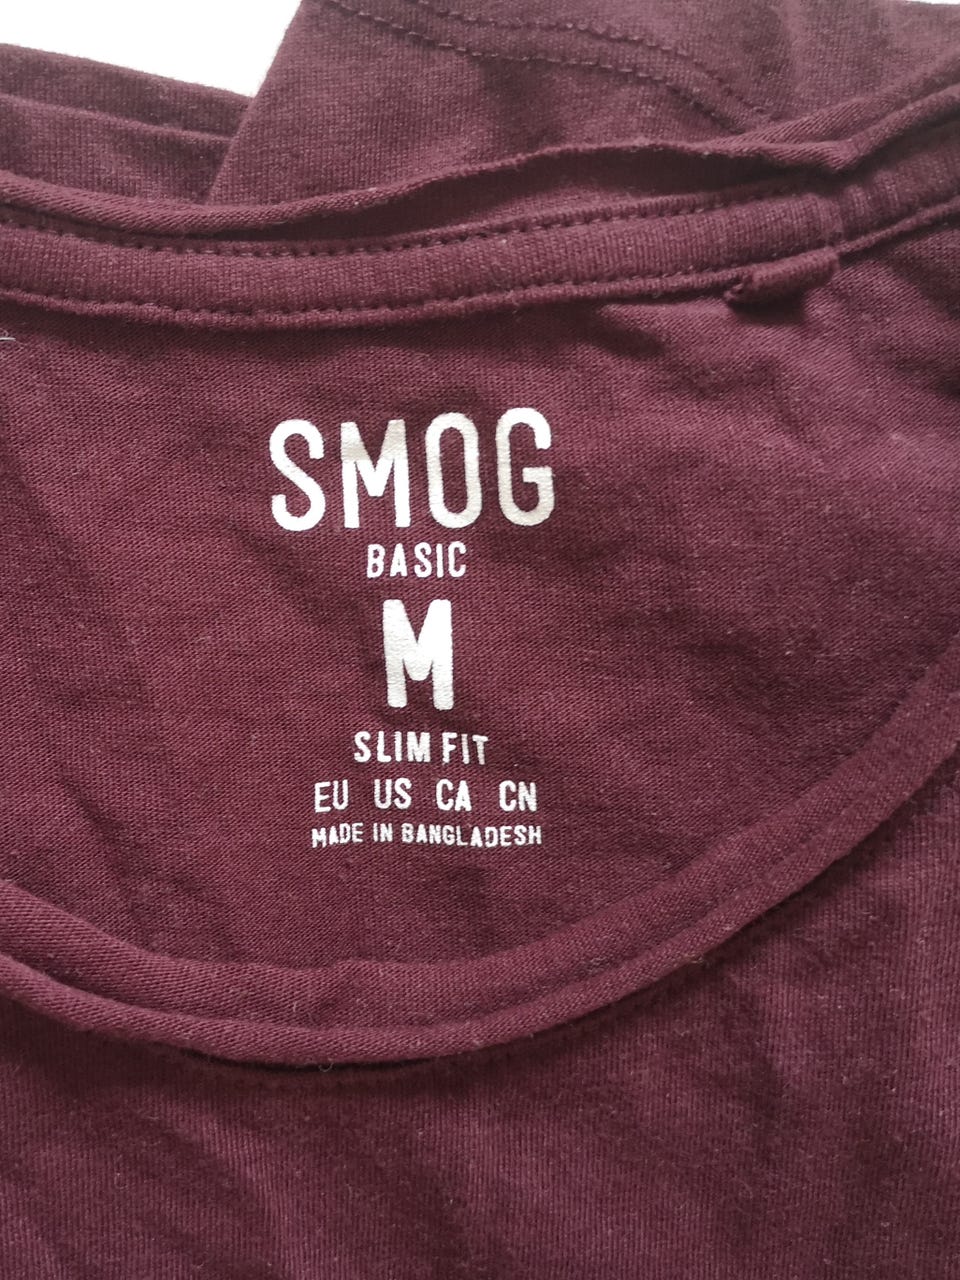 SMOG
BASIC
M
SLIM FIT
EU US CA CN
MADE IN BANGLADESH